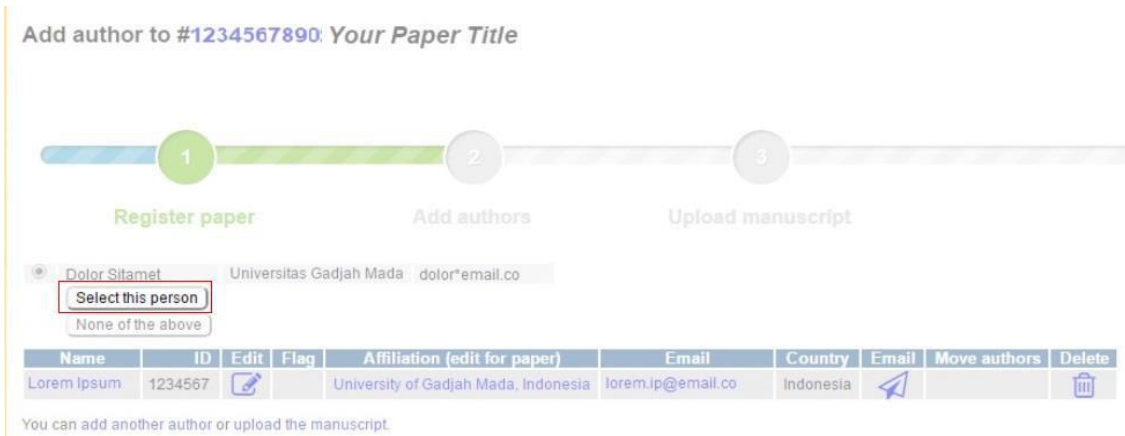 Add author to #1234567890: Your Paper Title
1 2 3
Register paper Add authors Upload manuscript
Dolor Sitamet Universitas Gadjah Mada dolor*email.co
Select this person
None of the above
Name ID Edit Flag Affiliation (edit for paper) Email Country Email Move authors Delete
Lorem Ipsum 1234567 University of Gadjah Mada, Indonesia lorem.ip@email.co Indonesia
You can add another author or upload the manuscript.